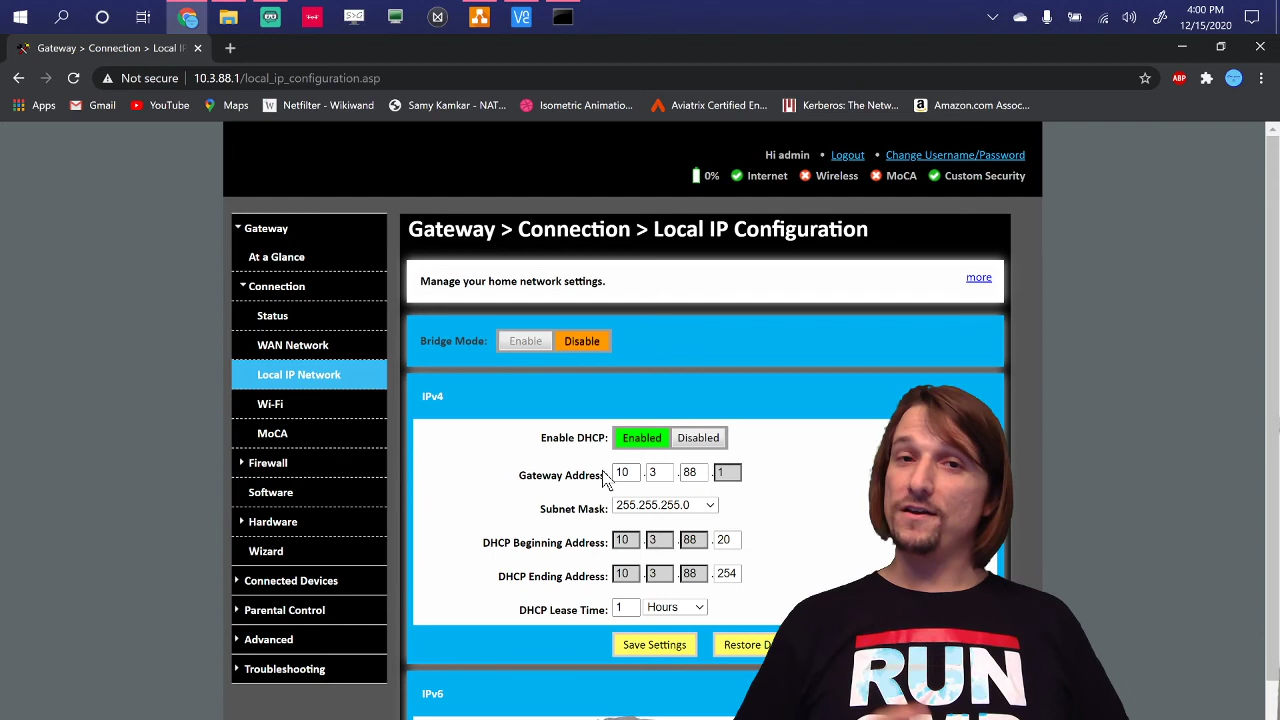 4:00 PM
12/15/2020
Gateway > Connection > Local I
Not secure 10.3.88.1/local_ip_configuration.asp
ABP
Apps Gmail YouTube Maps Netfilter - Wikiwand Samy Kamkar - NAT... Isometric Animatio... Aviatrix Certified En... Kerberos: The Netw... Amazon.com Assoc...
Hi admin • Logout • Change Username/Password
0% Internet Wireless MoCA Custom Security
Gateway
At a Glance
Connection
Status
WAN Network
Local IP Network
Wi-Fi
MoCA
Firewall
Software
Hardware
Wizard
Connected Devices
Parental Control
Advanced
Troubleshooting
Gateway > Connection > Local IP Configuration
Manage your home network settings. more
Bridge Mode: Enable Disable
IPv4
Enable DHCP: Enabled Disabled
Gateway Address: 10 . 3 . 88 . 1
Subnet Mask: 255.255.255.0
DHCP Beginning Address: 10 . 3 . 88 . 20
DHCP Ending Address: 10 . 3 . 88 . 254
DHCP Lease Time: 1 Hours
Save Settings Restore D
IPv6
RUN